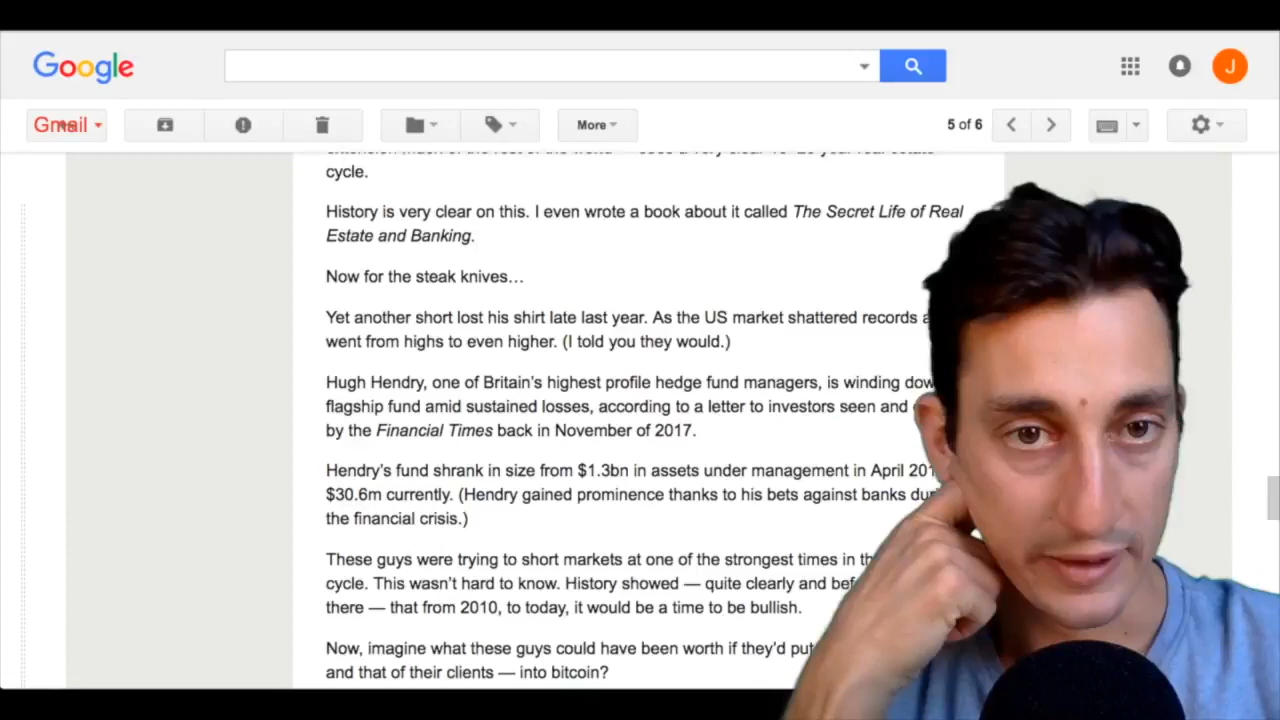 Google
J
Gmail
More
5 of 6
cycle.
History is very clear on this. I even wrote a book about it called The Secret Life of Real
Estate and Banking.
Now for the steak knives…
Yet another short lost his shirt late last year. As the US market shattered records
went from highs to even higher. (I told you they would.)
Hugh Hendry, one of Britain's highest profile hedge fund managers, is winding
flagship fund amid sustained losses, according to a letter to investors seen and
by the Financial Times back in November of 2017.
Hendry's fund shrank in size from $1.3bn in assets under management in April
$30.6m currently. (Hendry gained prominence thanks to his bets against banks
the financial crisis.)
These guys were trying to short markets at one of the strongest times in
cycle. This wasn't hard to know. History showed — quite clearly and
there — that from 2010, to today, it would be a time to be bullish.
Now, imagine what these guys could have been worth if they'd put
and that of their clients — into bitcoin?